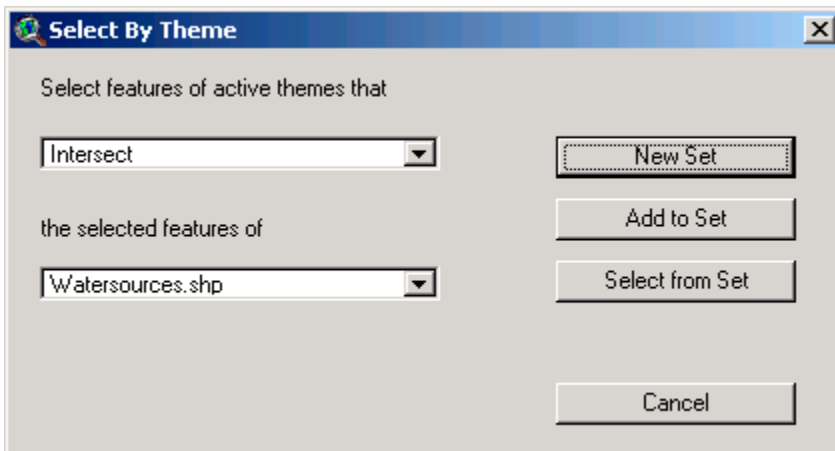 Select By Theme
Select features of active themes that
Intersect
New Set
Add to Set
the selected features of
Watersources.shp
Select from Set
Cancel